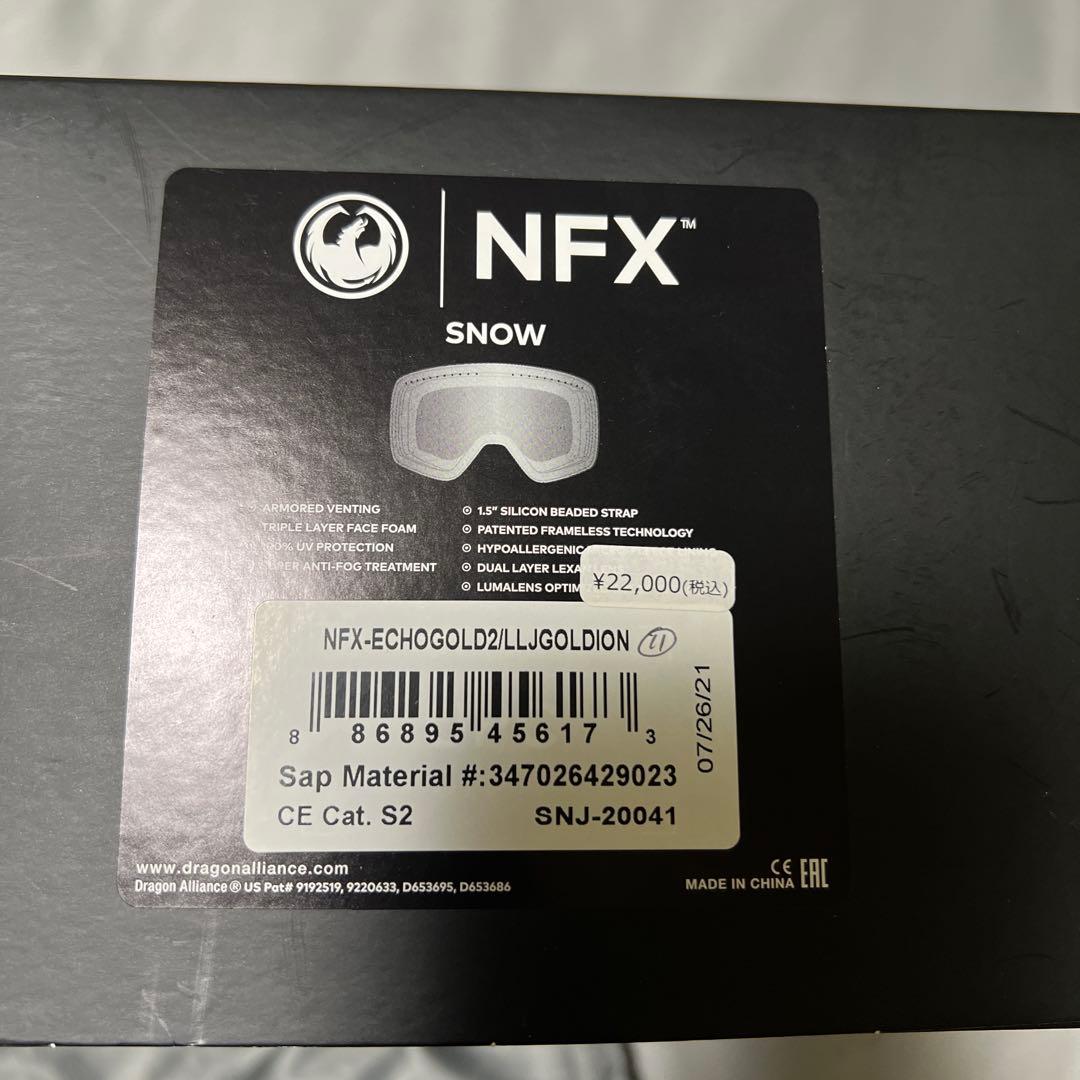 NFX™
SNOW
ARMORED VENTING
TRIPLE LAYER FACE FOAM
UV PROTECTION
ANTI-FOG TREATMENT
1.5" SILICON BEADED STRAP
PATENTED FRAMELESS TECHNOLOGY
HYPOALLERGENIC
DUAL LAYER
LUMALENS
¥22,000(税込)
NFX-ECHOGOLD2/LLJGOLDION
8 86895 45617 3
07/26/21
Sap Material #:347026429023
CE Cat. S2 SNJ-20041
www.dragonalliance.com
Dragon Alliance ® US Pat# 9192519, 9220633, D653695, D653686
CE EAC
MADE IN CHINA